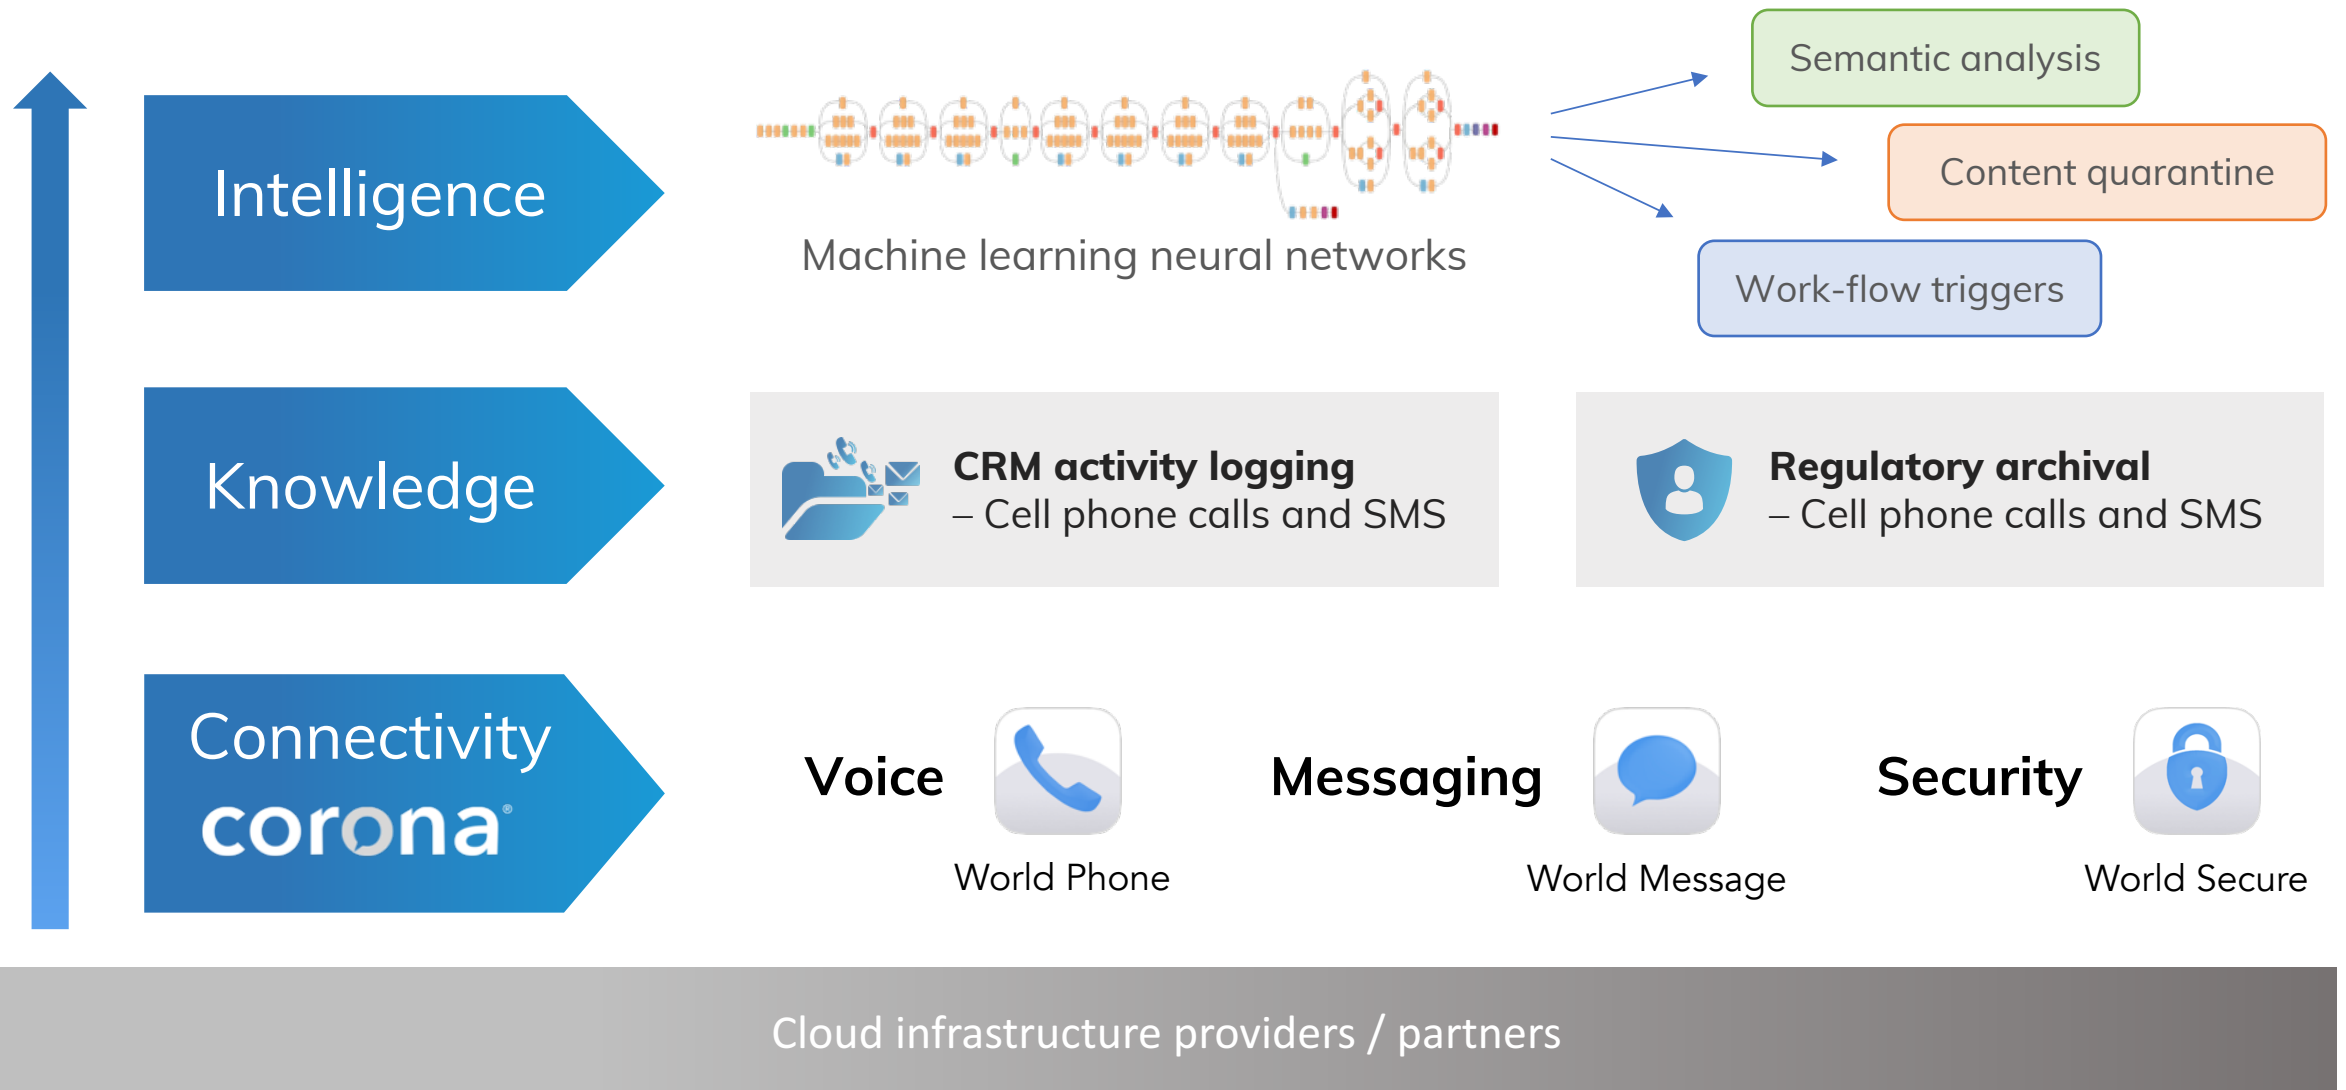 Semantic analysis
Content quarantine
Work-flow triggers
Intelligence
Machine learning neural networks
Knowledge
CRM activity logging
– Cell phone calls and SMS
Regulatory archival
– Cell phone calls and SMS
Connectivity
corona®
Voice
World Phone
Messaging
World Message
Security
World Secure
Cloud infrastructure providers / partners